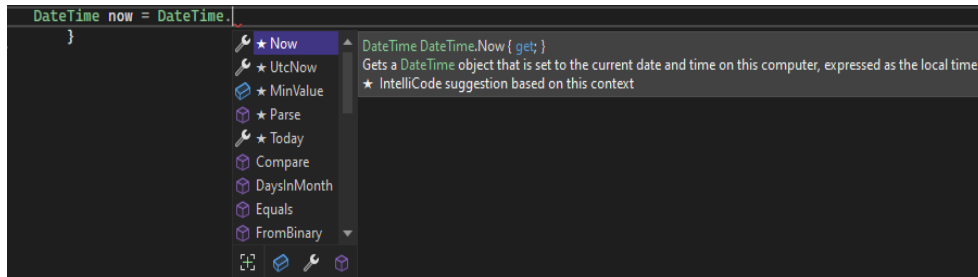 DateTime now = DateTime.
}
★ Now
★ UtcNow
★ MinValue
★ Parse
★ Today
Compare
DaysInMonth
Equals
FromBinary
DateTime DateTime.Now { get; }
Gets a DateTime object that is set to the current date and time on this computer, expressed as the local time
★ IntelliCode suggestion based on this context